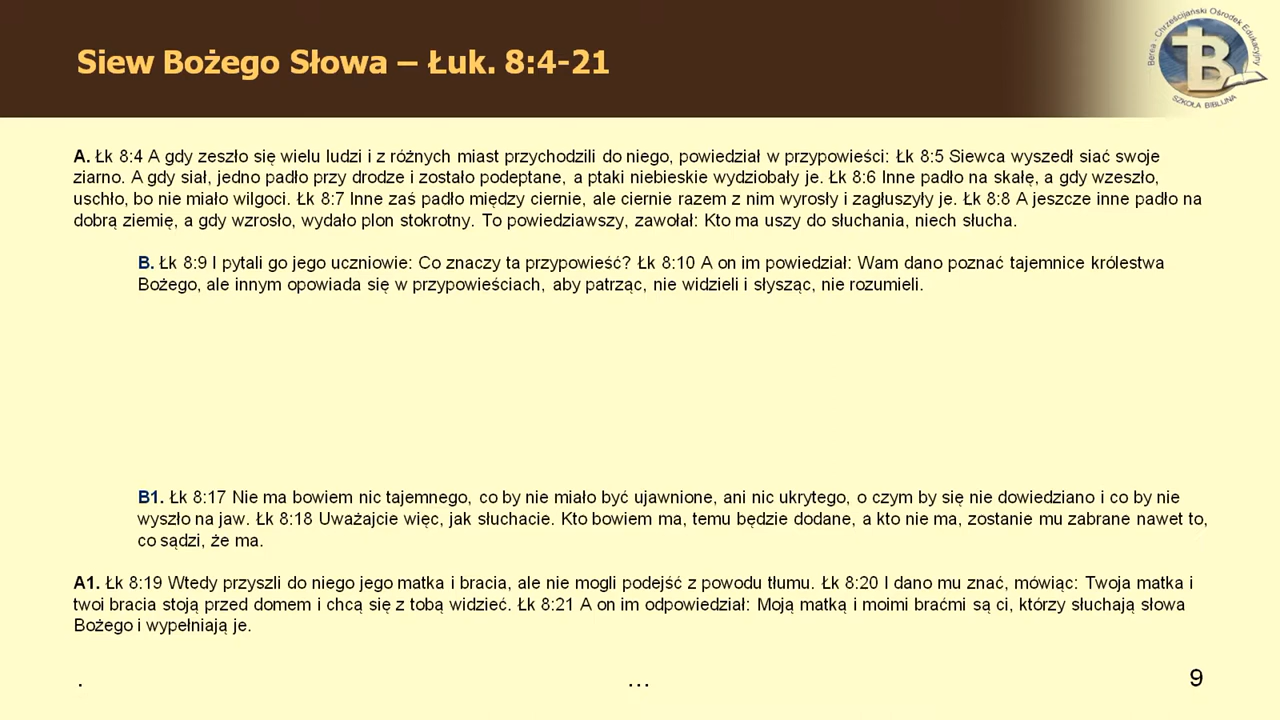 Siew Bożego Słowa – Łuk. 8:4-21
Berea - Chrześcijański Ośrodek Edukacyjny
B
SZKOŁA BIBLIJNA
A. Łk 8:4 A gdy zeszło się wielu ludzi i z różnych miast przychodzili do niego, powiedział w przypowieści: Łk 8:5 Siewca wyszedł siać swoje
ziarno. A gdy siał, jedno padło przy drodze i zostało podeptane, a ptaki niebieskie wydziobały je. Łk 8:6 Inne padło na skałę, a gdy wzeszło,
uschło, bo nie miało wilgoci. Łk 8:7 Inne zaś padło między ciernie, ale ciernie razem z nim wyrosły i zagłuszyły je. Łk 8:8 A jeszcze inne padło na
dobrą ziemię, a gdy wzrosło, wydało plon stokrotny. To powiedziawszy, zawołał: Kto ma uszy do słuchania, niech słucha.
B. Łk 8:9 I pytali go jego uczniowie: Co znaczy ta przypowieść? Łk 8:10 A on im powiedział: Wam dano poznać tajemnice królestwa
Bożego, ale innym opowiada się w przypowieściach, aby patrząc, nie widzieli i słysząc, nie rozumieli.
B1. Łk 8:17 Nie ma bowiem nic tajemnego, co by nie miało być ujawnione, ani nic ukrytego, o czym by się nie dowiedziano i co by nie
wyszło na jaw. Łk 8:18 Uważajcie więc, jak słuchacie. Kto bowiem ma, temu będzie dodane, a kto nie ma, zostanie mu zabrane nawet to,
co sądzi, że ma.
A1. Łk 8:19 Wtedy przyszli do niego jego matka i bracia, ale nie mogli podejść z powodu tłumu. Łk 8:20 I dano mu znać, mówiąc: Twoja matka i
twoi bracia stoją przed domem i chcą się z tobą widzieć. Łk 8:21 A on im odpowiedział: Moją matką i moimi braćmi są ci, którzy słuchają słowa
Bożego i wypełniają je.
. ... 9